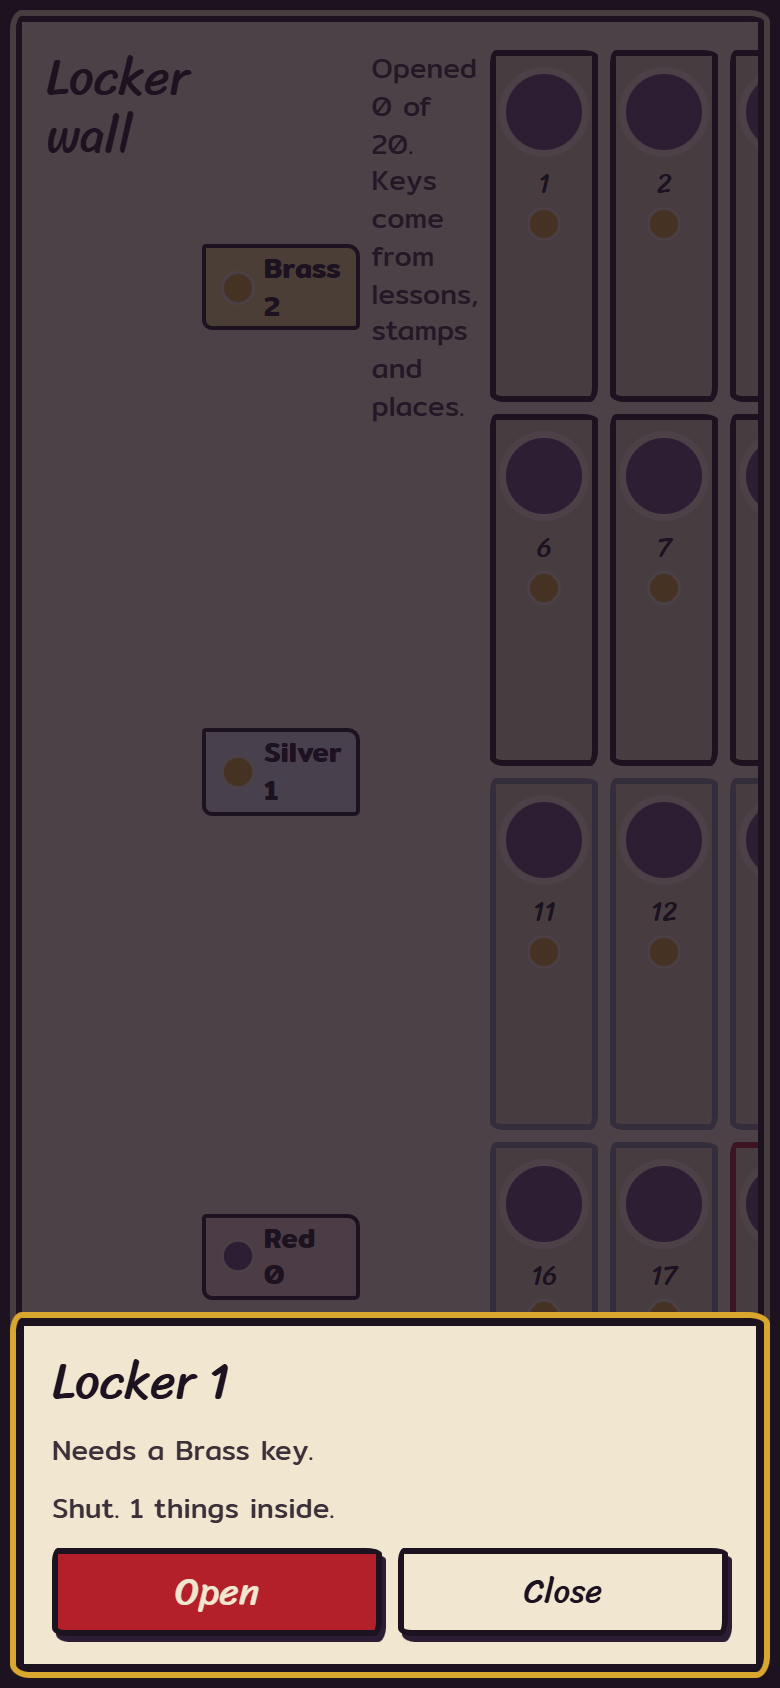 Locker
wall
Brass
2
Silver
1
Red
0
Opened
0 of
20.
Keys
come
from
lessons,
stamps
and
places.
1
2
6
7
11
12
16
17
Locker 1
Needs a Brass key.
Shut. 1 things inside.
Open
Close